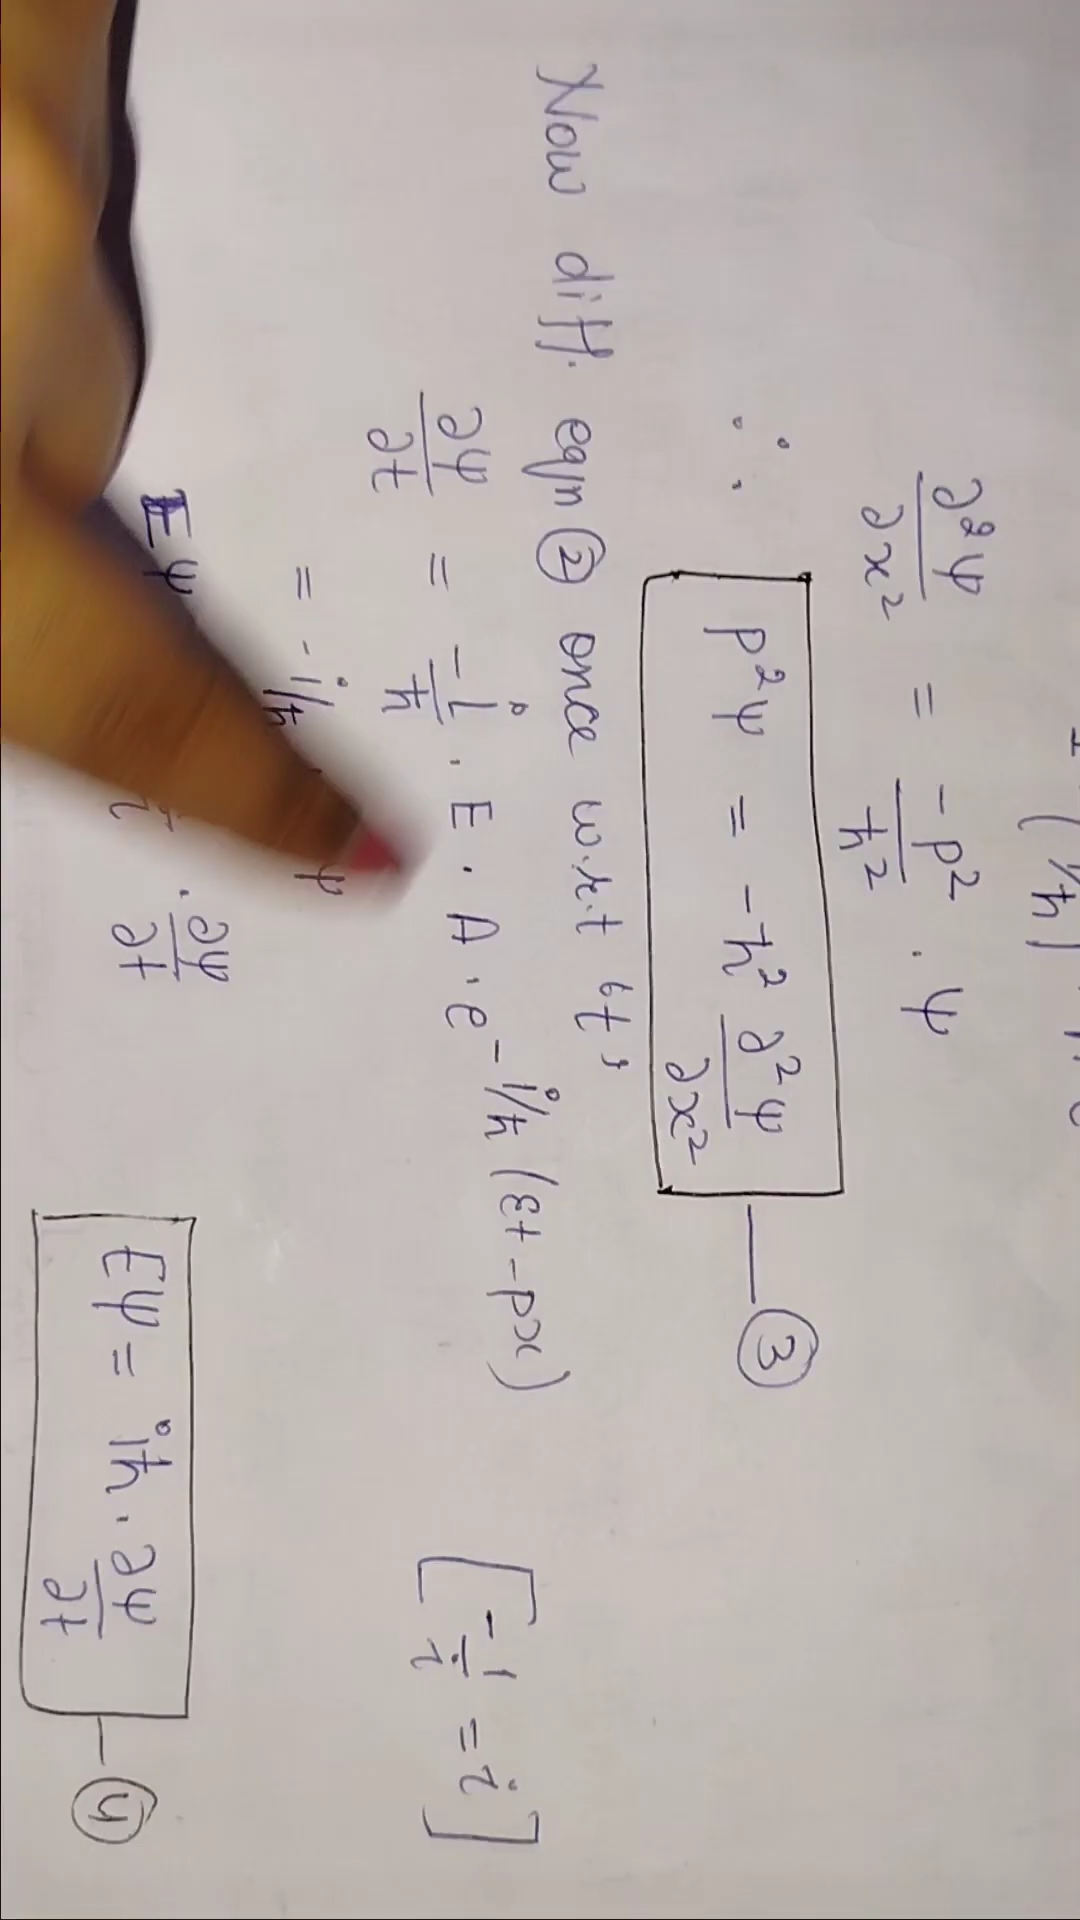 ∂²ψ/∂x² = -p²/ħ² . ψ
∴ p²ψ = -ħ² ∂²ψ/∂x² — ③
Now diff. eqn ② once w.r.t 't'
∂ψ/∂t = -i/ħ . E . A . e^-i/ħ (Et - px)
[-1/i = i]
= -i/ħ ψ
Eψ . ∂ψ/∂t
Eψ = iħ . ∂ψ/∂t — ④